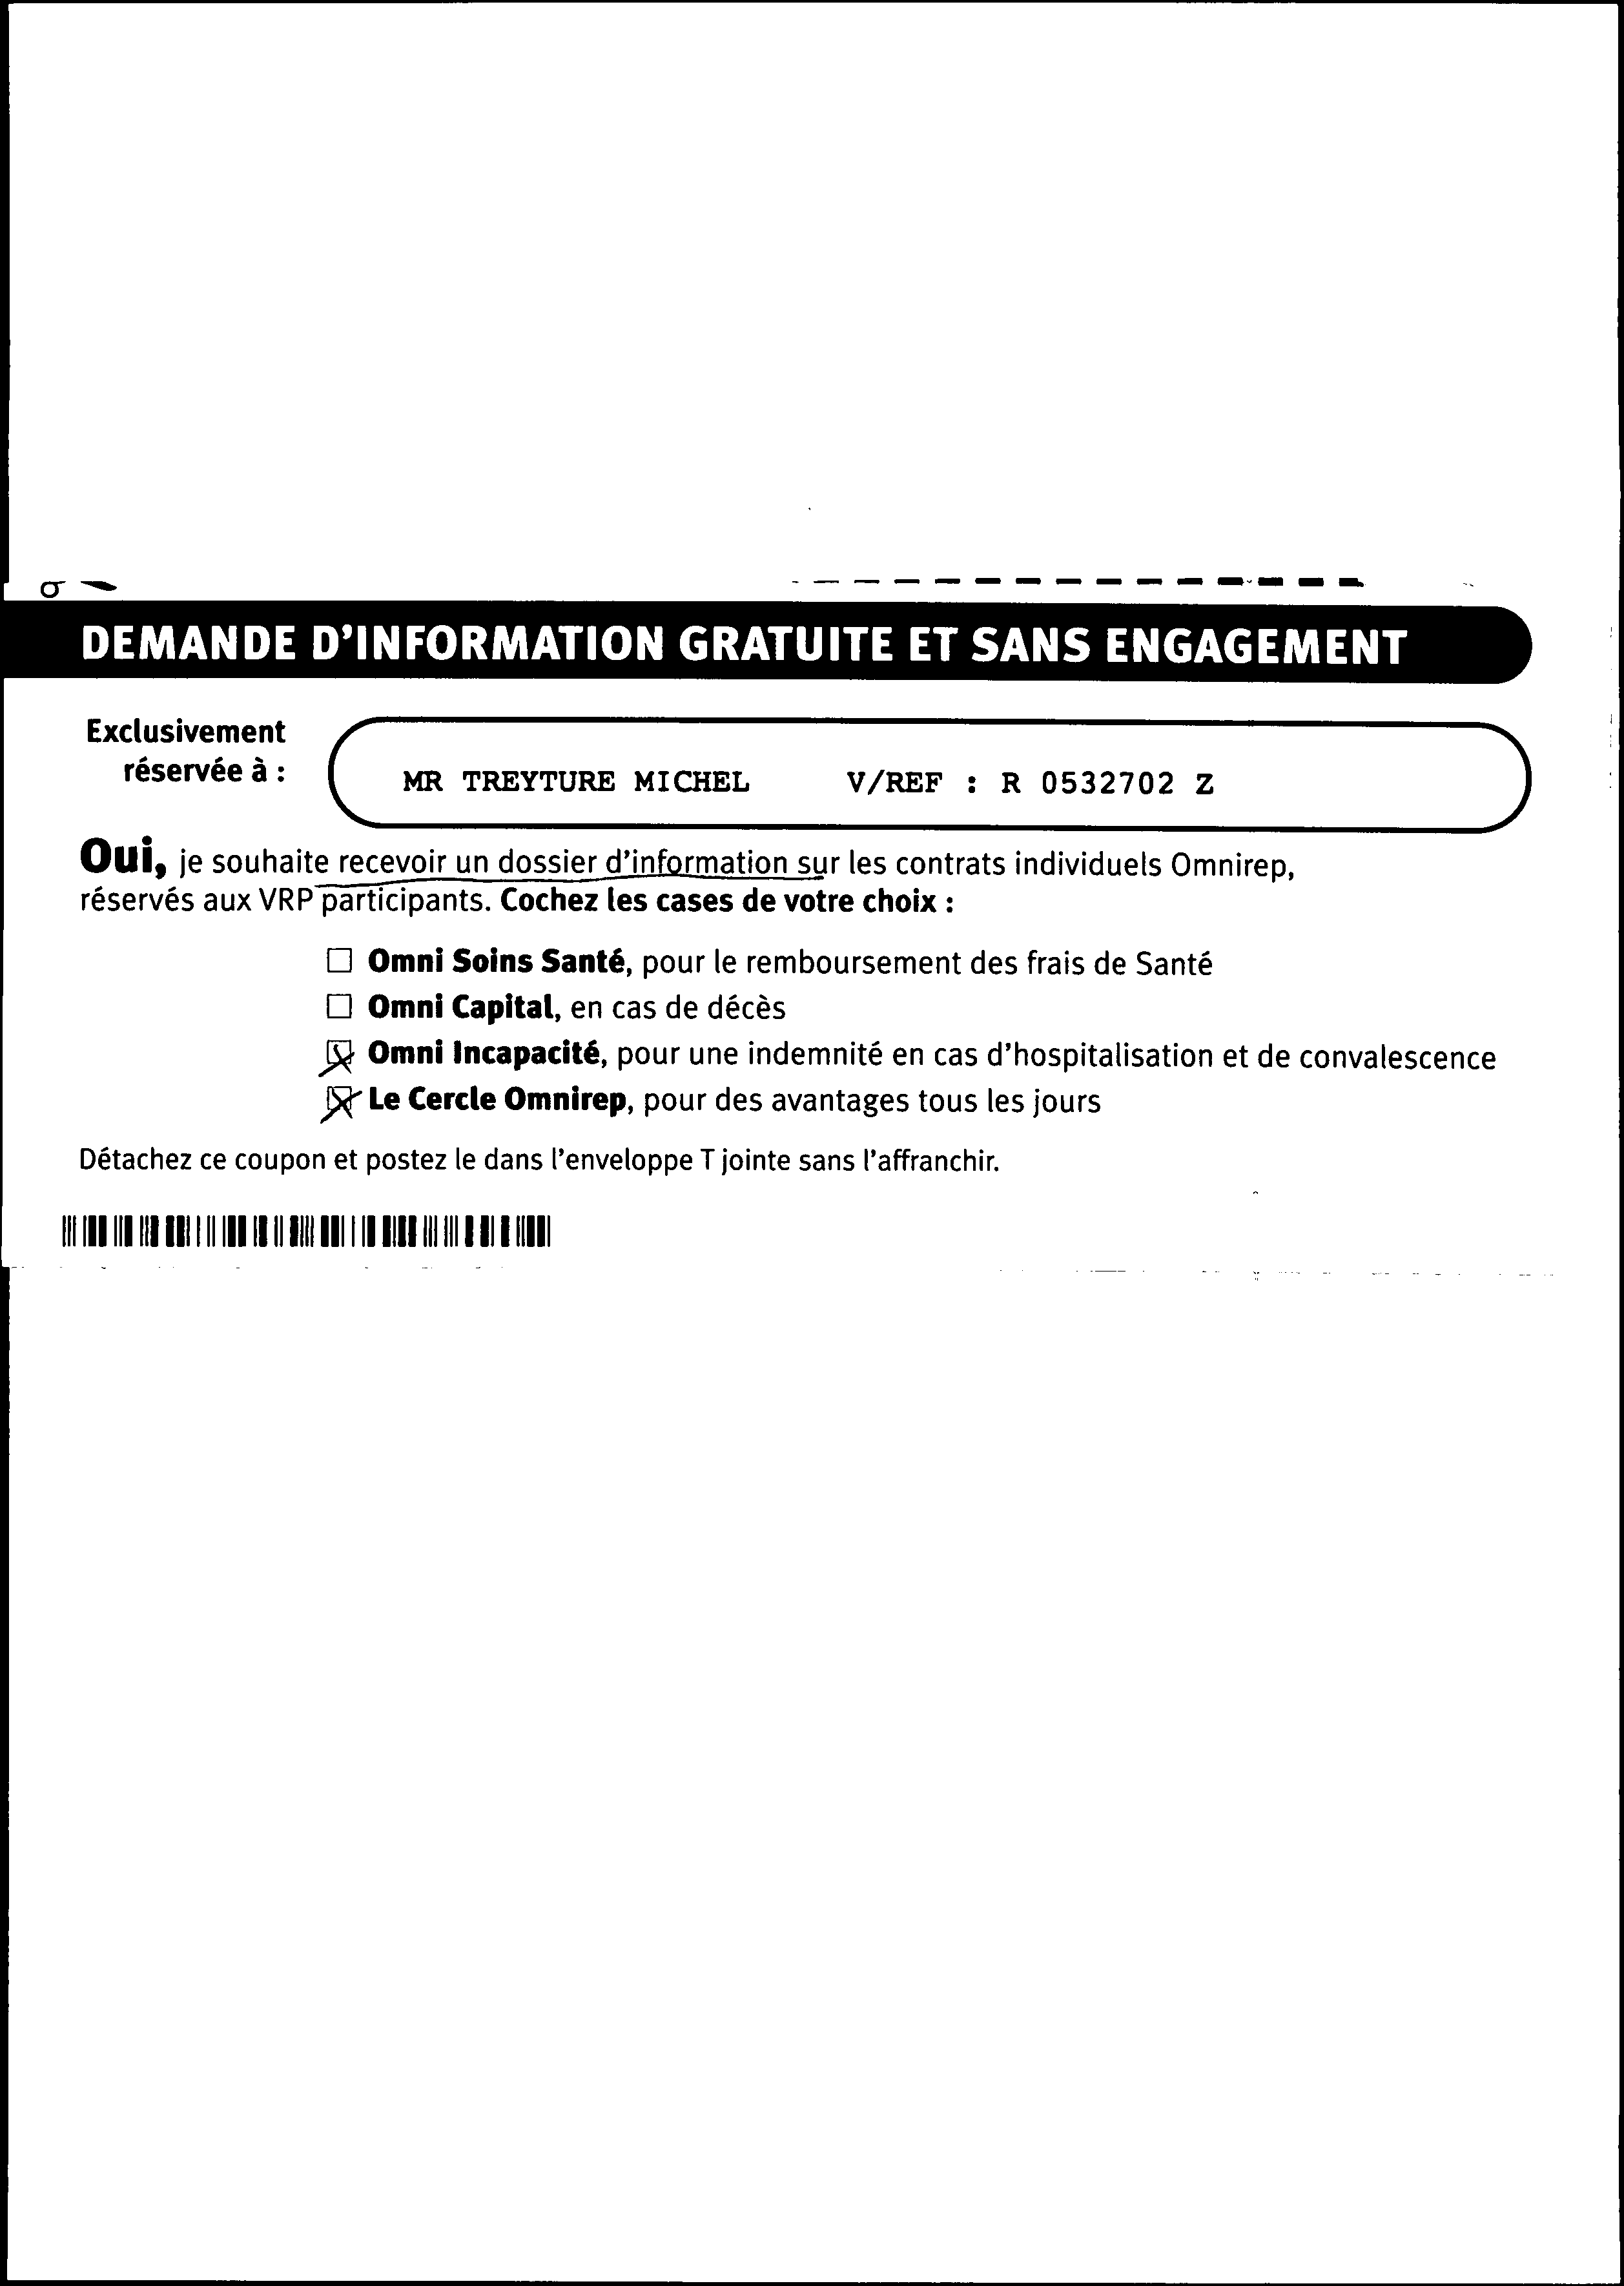 DEMANDE D'INFORMATION GRATUITE ET SANS ENGAGEMENT
Exclusivement
réservée à :
MR TREYTURE MICHEL V/REF : R 0532702 Z
Oui, je souhaite recevoir un dossier d'information sur les contrats individuels Omnirep,
réservés aux VRP participants. Cochez les cases de votre choix :
☐ Omni Soins Santé, pour le remboursement des frais de Santé
☐ Omni Capital, en cas de décès
☒ Omni Incapacité, pour une indemnité en cas d'hospitalisation et de convalescence
☒ Le Cercle Omnirep, pour des avantages tous les jours
Détachez ce coupon et postez le dans l'enveloppe T jointe sans l'affranchir.